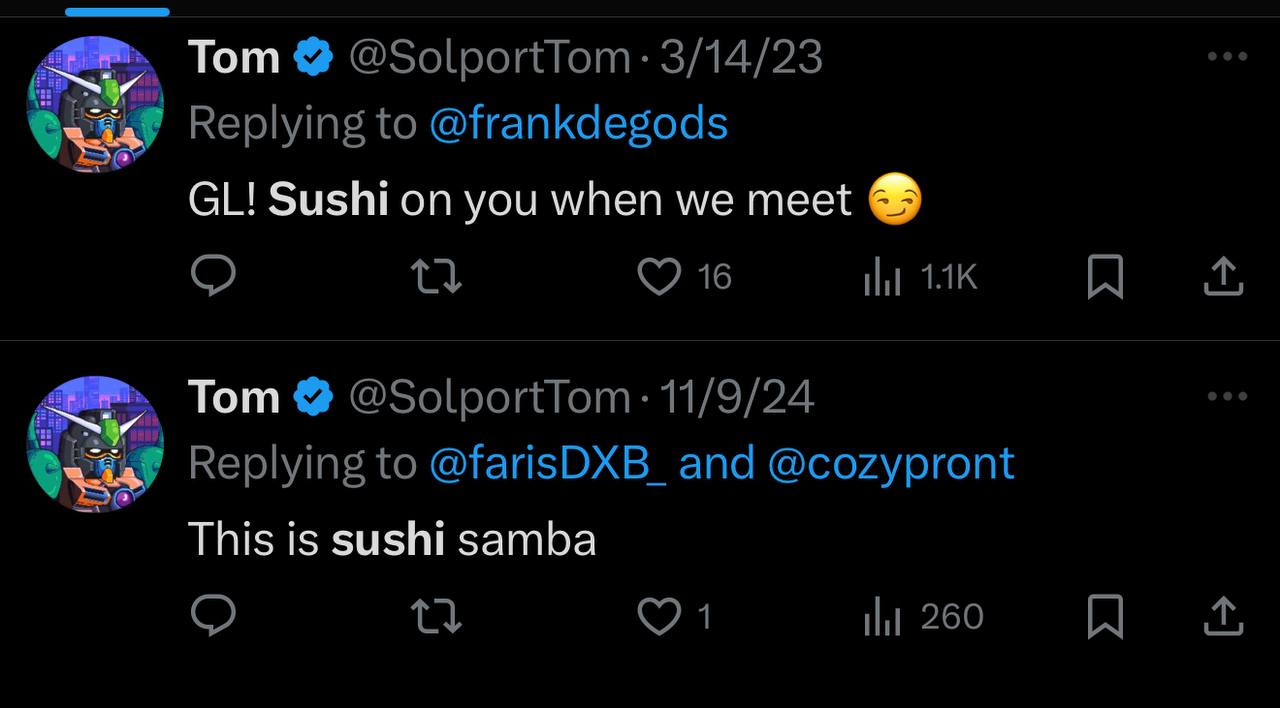 Tom @SolportTom · 3/14/23
Replying to @frankdegods
GL! Sushi on you when we meet 😏
16 1.1K
Tom @SolportTom · 11/9/24
Replying to @farisDXB_ and @cozypront
This is sushi samba
1 260